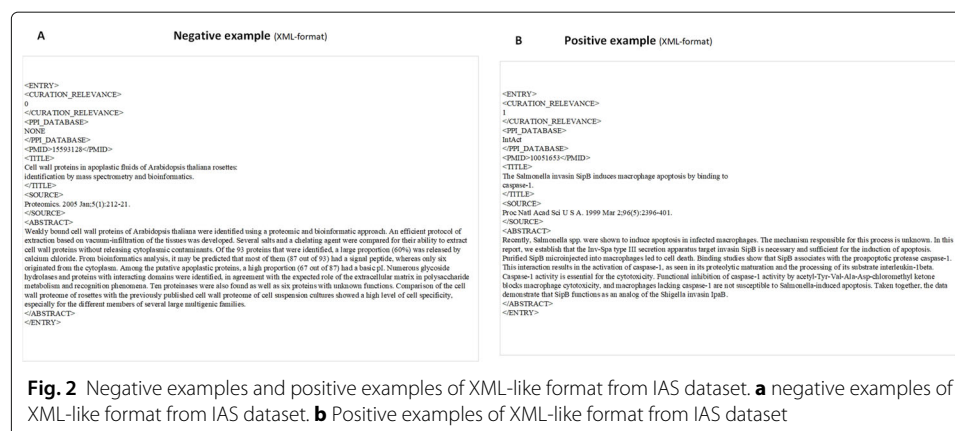 A Negative example (XML-format)
<ENTRY>
<CURATION_RELEVANCE>
0
</CURATION_RELEVANCE>
<PPI_DATABASE>
NONE
</PPI_DATABASE>
<PMID>15593128</PMID>
<TITLE>
Cell wall proteins in apoplastic fluids of Arabidopsis thaliana rosettes:
identification by mass spectrometry and bioinformatics.
</TITLE>
<SOURCE>
Proteomics. 2005 Jan;5(1):212-21.
</SOURCE>
<ABSTRACT>
Weakly bound cell wall proteins of Arabidopsis thaliana were identified using a proteomic and bioinformatic approach. An efficient protocol of
extraction based on vacuum-infiltration of the tissues was developed. Several salts and a chelating agent were compared for their ability to extract
cell wall proteins without releasing cytoplasmic contaminants. Of the 93 proteins that were identified, a large proportion (60%) was released by
calcium chloride. From bioinformatics analysis, it may be predicted that most of them (87 out of 93) had a signal peptide, whereas only six
originated from the cytoplasm. Among the putative apoplastic proteins, a high proportion (67 out of 87) had a basic pI. Numerous glycoside
hydrolases and proteins with interacting domains were identified, in agreement with the expected role of the extracellular matrix in polysaccharide
metabolism and recognition phenomena. Ten proteinases were also found as well as six proteins with unknown functions. Comparison of the cell
wall proteome of rosettes with the previously published cell wall proteome of cell suspension cultures showed a high level of cell specificity,
especially for the different members of several large multigenic families.
</ABSTRACT>
</ENTRY>
B Positive example (XML-format)
<ENTRY>
<CURATION_RELEVANCE>
1
</CURATION_RELEVANCE>
<PPI_DATABASE>
IntAct
</PPI_DATABASE>
<PMID>10051653</PMID>
<TITLE>
The Salmonella invasin SipB induces macrophage apoptosis by binding to
caspase-1.
</TITLE>
<SOURCE>
Proc Natl Acad Sci U S A. 1999 Mar 2;96(5):2396-401.
</SOURCE>
<ABSTRACT>
Recently, Salmonella spp. were shown to induce apoptosis in infected macrophages. The mechanism responsible for this process is unknown. In this
report, we establish that the Inv-Spa type III secretion apparatus target invasin SipB is necessary and sufficient for the induction of apoptosis.
Purified SipB microinjected into macrophages led to cell death. Binding studies show that SipB associates with the proapoptotic protease caspase-1.
This interaction results in the activation of caspase-1, as seen in its proteolytic maturation and the processing of its substrate interleukin-1beta.
Caspase-1 activity is essential for the cytotoxicity. Functional inhibition of caspase-1 activity by acetyl-Tyr-Val-Ala-Asp-chloromethyl ketone
blocks macrophage cytotoxicity, and macrophages lacking caspase-1 are not susceptible to Salmonella-induced apoptosis. Taken together, the data
demonstrate that SipB functions as an analog of the Shigella invasin IpaB.
</ABSTRACT>
</ENTRY>
Fig. 2 Negative examples and positive examples of XML-like format from IAS dataset. a negative examples of
XML-like format from IAS dataset. b Positive examples of XML-like format from IAS dataset